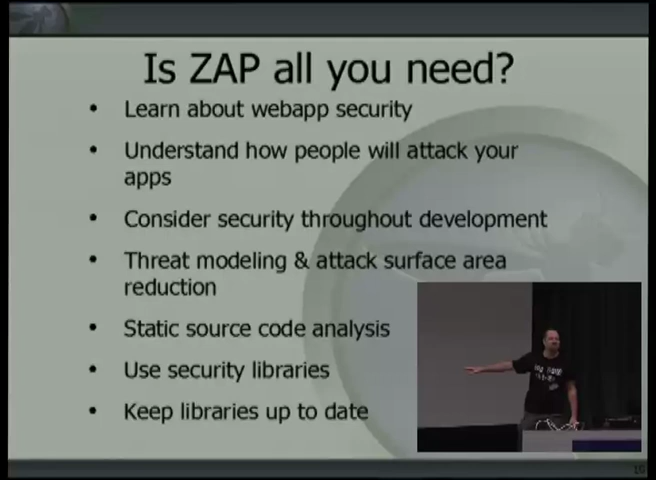 Is ZAP all you need?
• Learn about webapp security
• Understand how people will attack your
apps
• Consider security throughout development
• Threat modeling & attack surface area
reduction
• Static source code analysis
• Use security libraries
• Keep libraries up to date